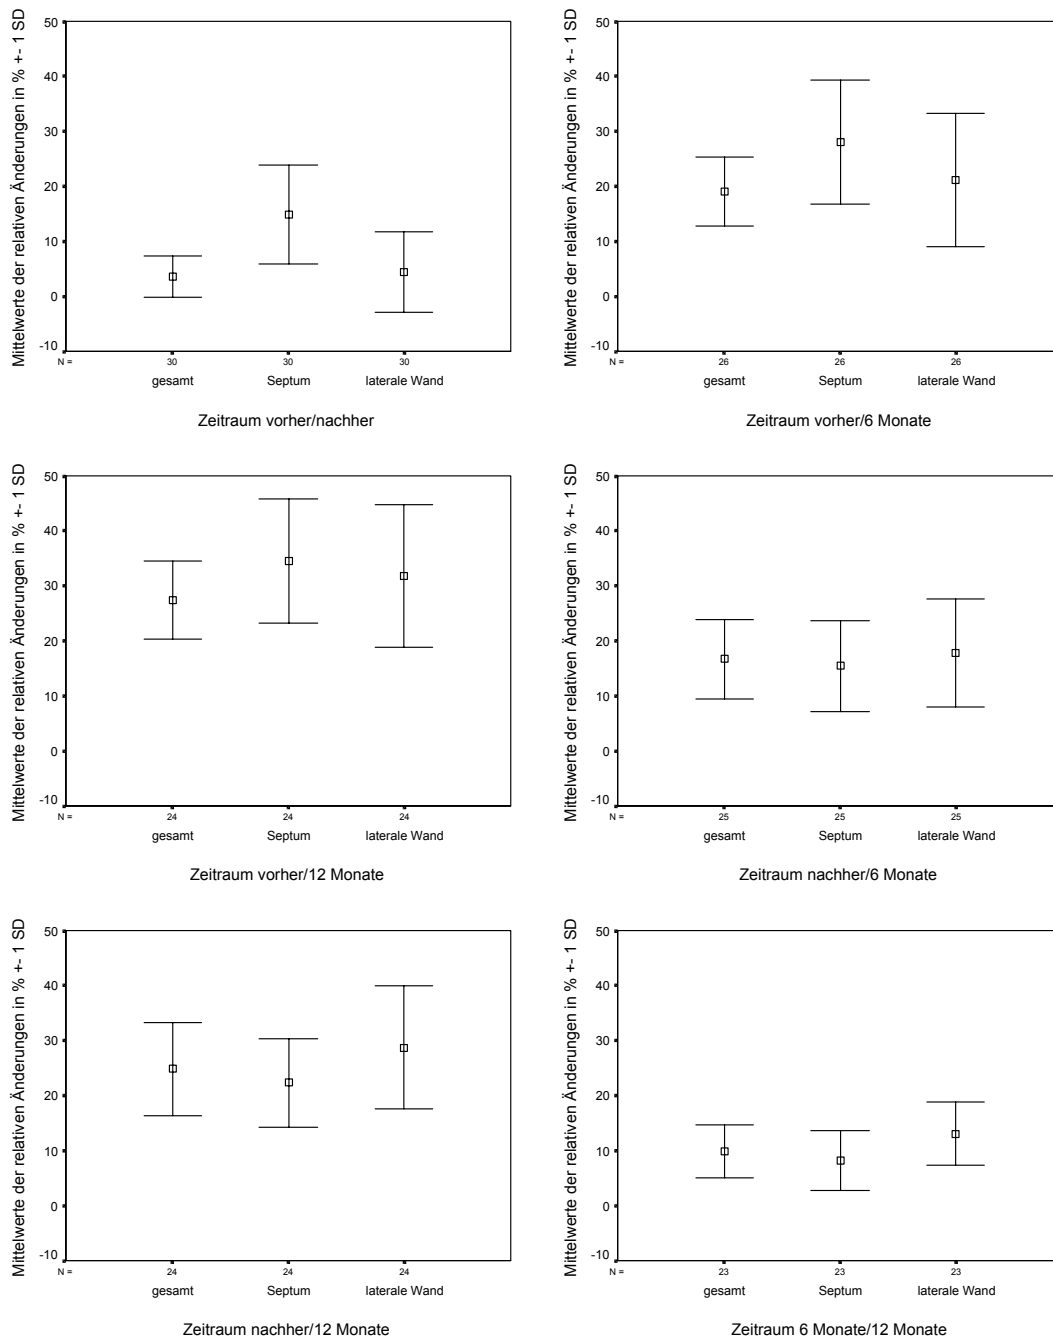 Mittelwerte der relativen Änderungen in % +- 1 SD
50
40
30
20
10
0
-10
N = 30 30 30
gesamt Septum laterale Wand
Zeitraum vorher/nachher
Mittelwerte der relativen Änderungen in % +- 1 SD
50
40
30
20
10
0
-10
N = 26 26 26
gesamt Septum laterale Wand
Zeitraum vorher/6 Monate
Mittelwerte der relativen Änderungen in % +- 1 SD
50
40
30
20
10
0
-10
N = 24 24 24
gesamt Septum laterale Wand
Zeitraum vorher/12 Monate
Mittelwerte der relativen Änderungen in % +- 1 SD
50
40
30
20
10
0
-10
N = 25 25 25
gesamt Septum laterale Wand
Zeitraum nachher/6 Monate
Mittelwerte der relativen Änderungen in % +- 1 SD
50
40
30
20
10
0
-10
N = 24 24 24
gesamt Septum laterale Wand
Zeitraum nachher/12 Monate
Mittelwerte der relativen Änderungen in % +- 1 SD
50
40
30
20
10
0
-10
N = 23 23 23
gesamt Septum laterale Wand
Zeitraum 6 Monate/12 Monate